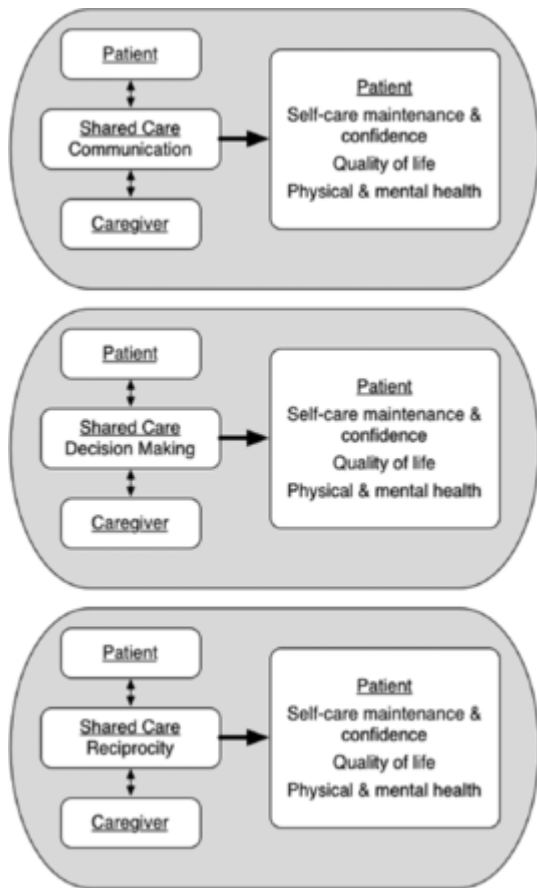 Patient
Shared Care
Communication
Caregiver
Patient
Self-care maintenance &
confidence
Quality of life
Physical & mental health
Patient
Shared Care
Decision Making
Caregiver
Patient
Self-care maintenance &
confidence
Quality of life
Physical & mental health
Patient
Shared Care
Reciprocity
Caregiver
Patient
Self-care maintenance &
confidence
Quality of life
Physical & mental health